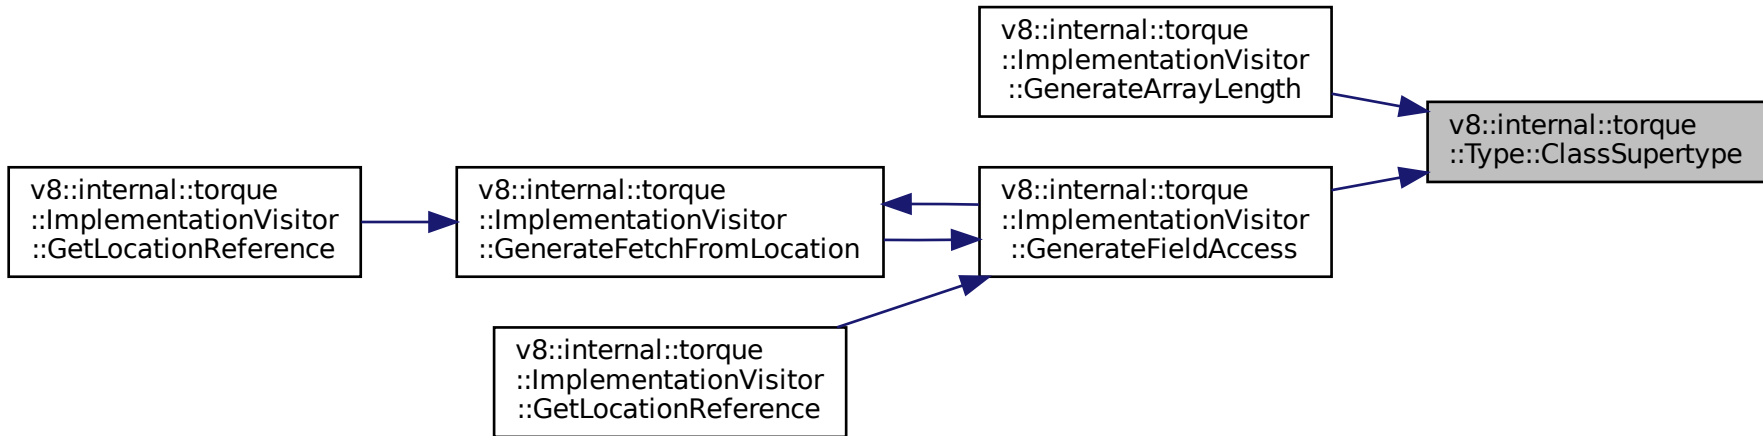 v8::internal::torque
::ImplementationVisitor
::GenerateArrayLength
v8::internal::torque
::Type::ClassSupertype
v8::internal::torque
::ImplementationVisitor
::GetLocationReference
v8::internal::torque
::ImplementationVisitor
::GenerateFetchFromLocation
v8::internal::torque
::ImplementationVisitor
::GenerateFieldAccess
v8::internal::torque
::ImplementationVisitor
::GetLocationReference